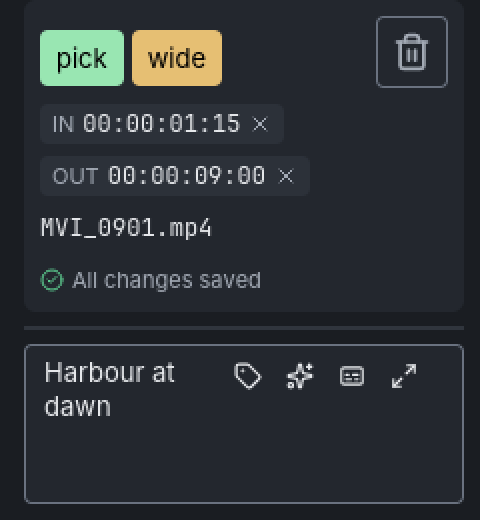 pick wide
IN 00:00:01:15
OUT 00:00:09:00
MVI_0901.mp4
All changes saved
Harbour at
dawn